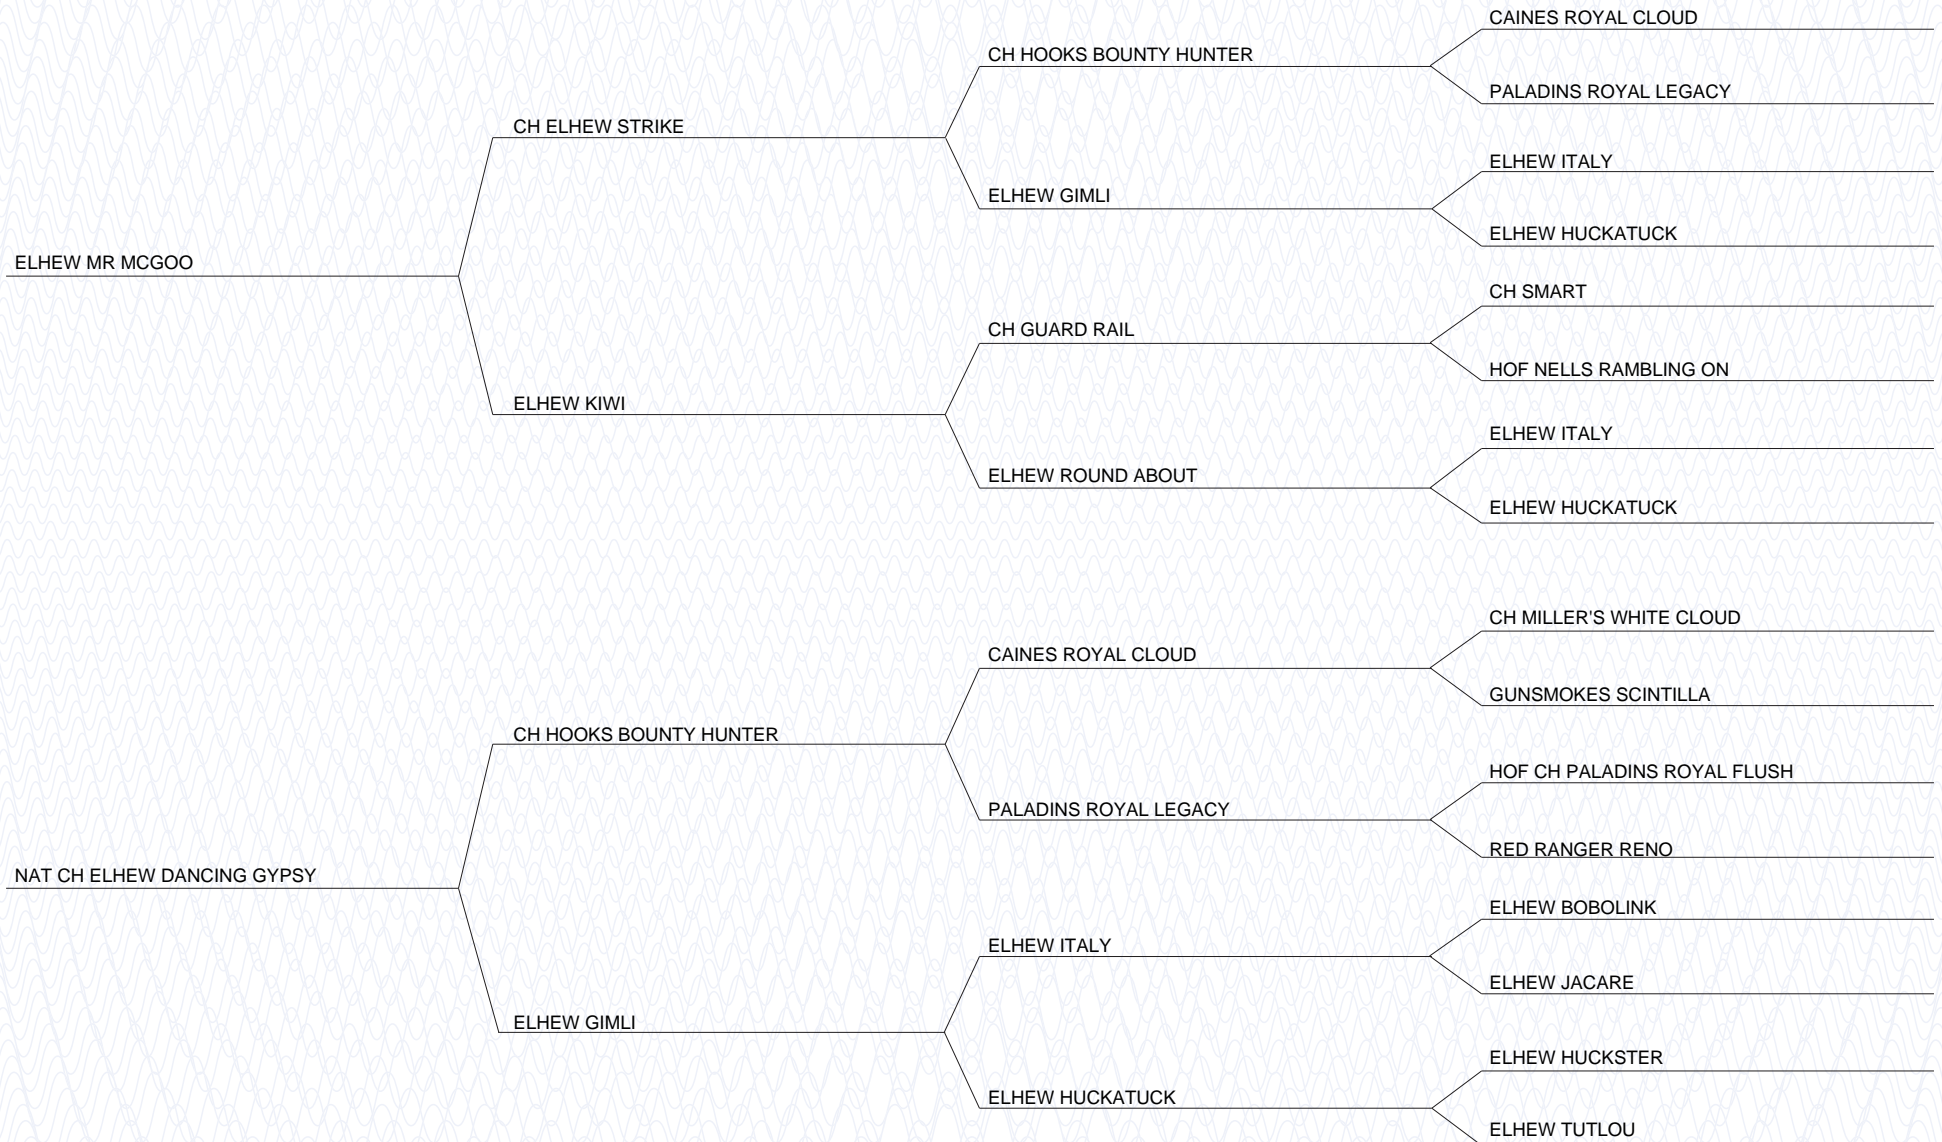 CAINES ROYAL CLOUD
CH HOOKS BOUNTY HUNTER
PALADINS ROYAL LEGACY
CH ELHEW STRIKE
ELHEW ITALY
ELHEW GIMLI
ELHEW HUCKATUCK
ELHEW MR MCGOO
CH SMART
CH GUARD RAIL
HOF NELLS RAMBLING ON
ELHEW KIWI
ELHEW ITALY
ELHEW ROUND ABOUT
ELHEW HUCKATUCK
CH MILLER'S WHITE CLOUD
CAINES ROYAL CLOUD
GUNSMOKES SCINTILLA
CH HOOKS BOUNTY HUNTER
HOF CH PALADINS ROYAL FLUSH
PALADINS ROYAL LEGACY
RED RANGER RENO
NAT CH ELHEW DANCING GYPSY
ELHEW BOBOLINK
ELHEW ITALY
ELHEW JACARE
ELHEW GIMLI
ELHEW HUCKSTER
ELHEW HUCKATUCK
ELHEW TUTLOU